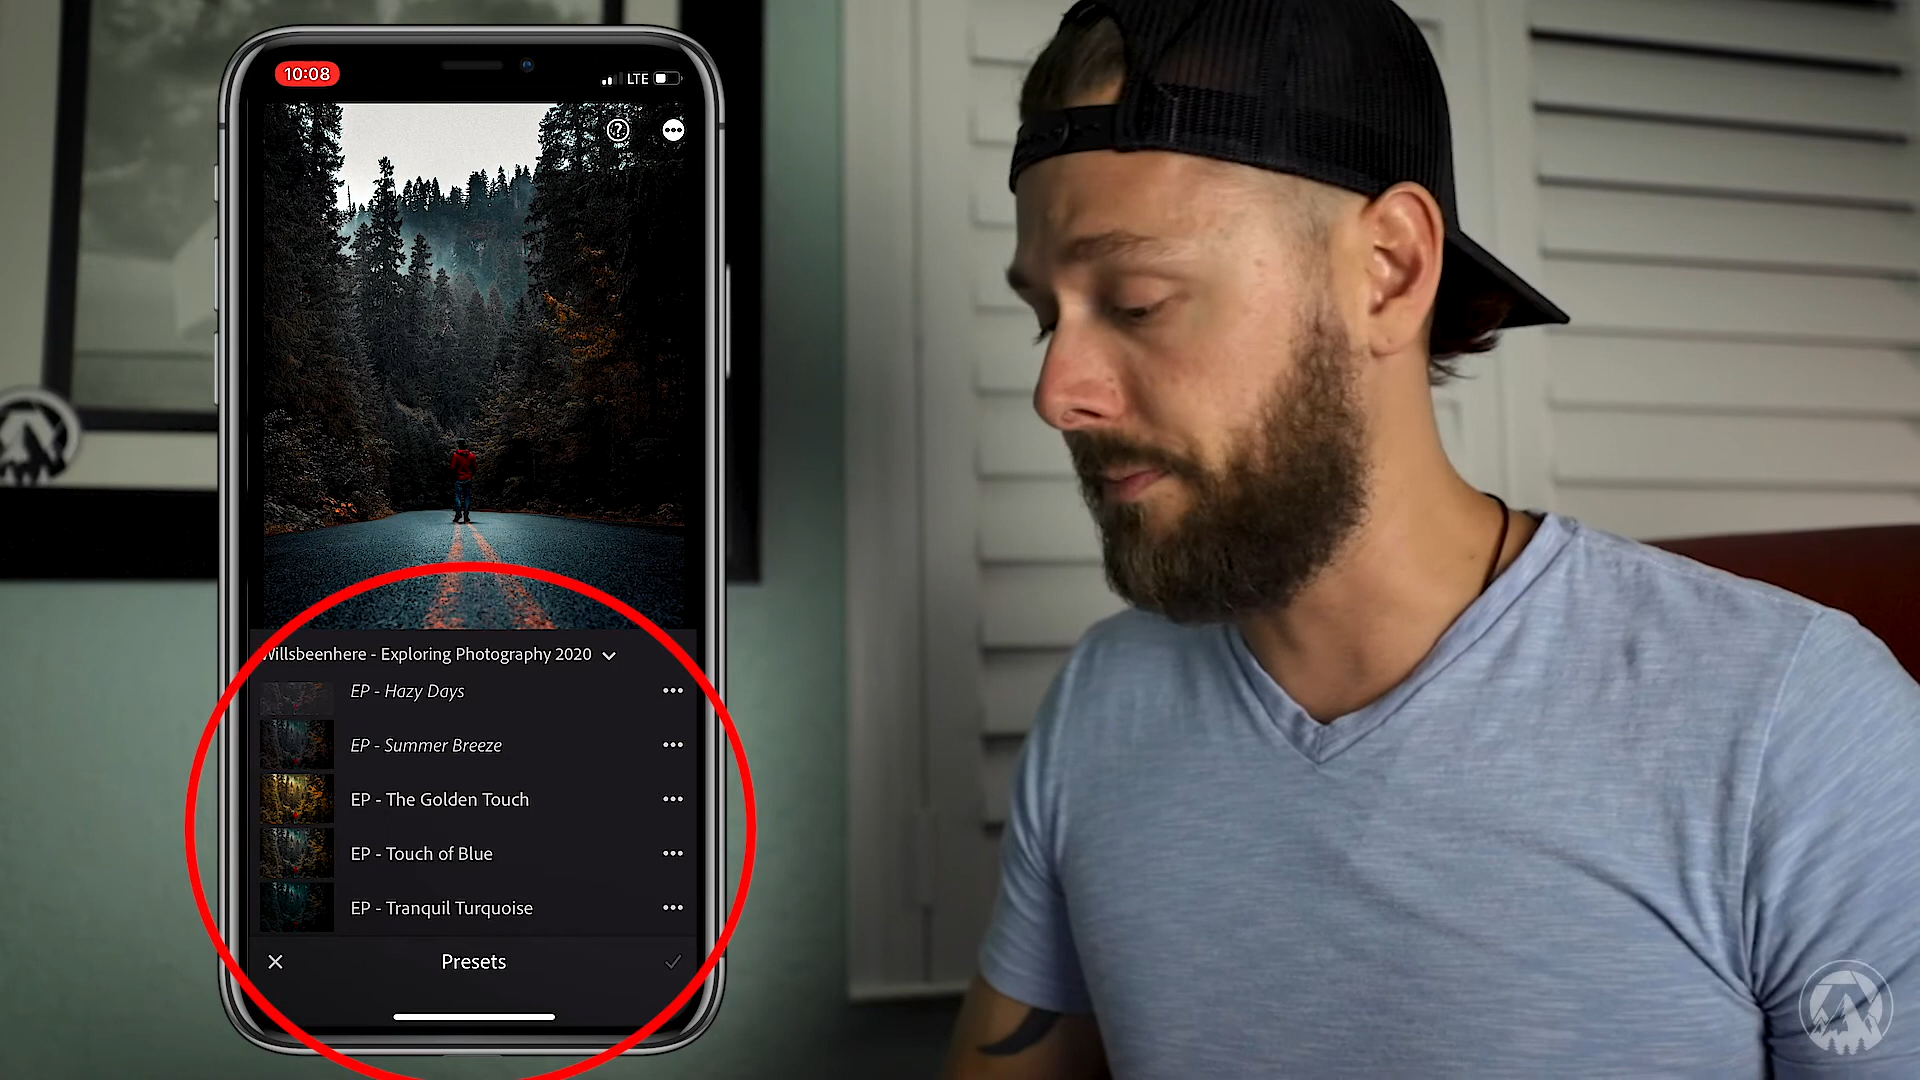 10:08
LTE
Willsbeenhere - Exploring Photography 2020
EP - Hazy Days
EP - Summer Breeze
EP - The Golden Touch
EP - Touch of Blue
EP - Tranquil Turquoise
Presets